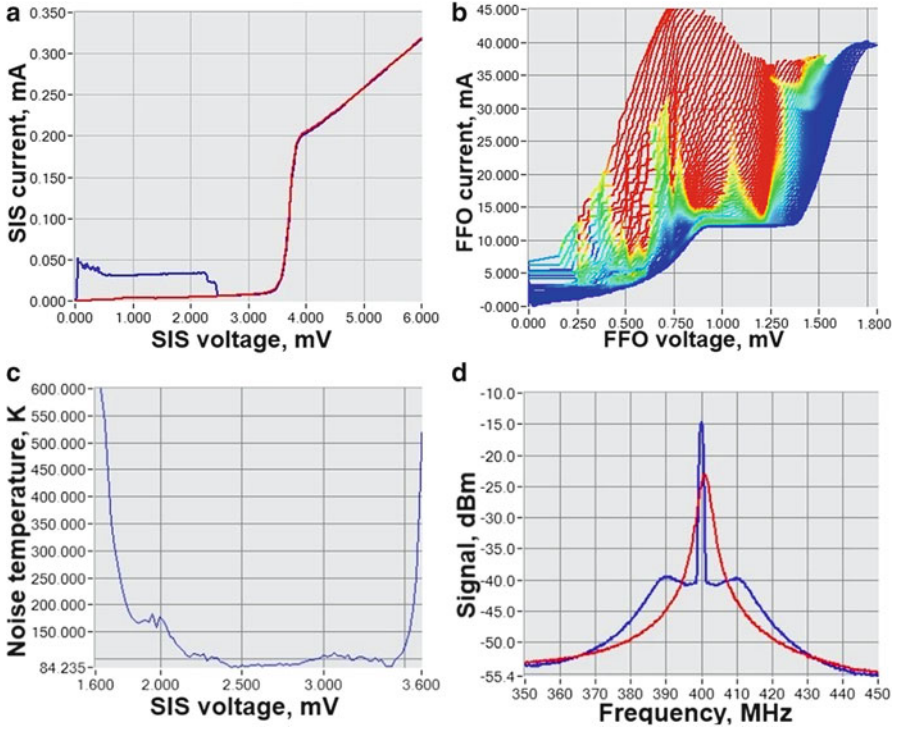 a
SIS current, mA
0.350
0.300
0.250
0.200
0.150
0.100
0.050
0.000
0.000 1.000 2.000 3.000 4.000 5.000 6.000
SIS voltage, mV
b
FFO current, mA
45.000
40.000
35.000
30.000
25.000
20.000
15.000
10.000
5.000
-0.000
0.000 0.250 0.500 0.750 1.000 1.250 1.500 1.800
FFO voltage, mV
c
Noise temperature, K
600.000
550.000
500.000
450.000
400.000
350.000
300.000
250.000
200.000
150.000
84.235
1.600 2.000 2.500 3.000 3.600
SIS voltage, mV
d
Signal, dBm
-10.0
-15.0
-20.0
-25.0
-30.0
-35.0
-40.0
-45.0
-50.0
-55.4
350 360 370 380 390 400 410 420 430 440 450
Frequency, MHz